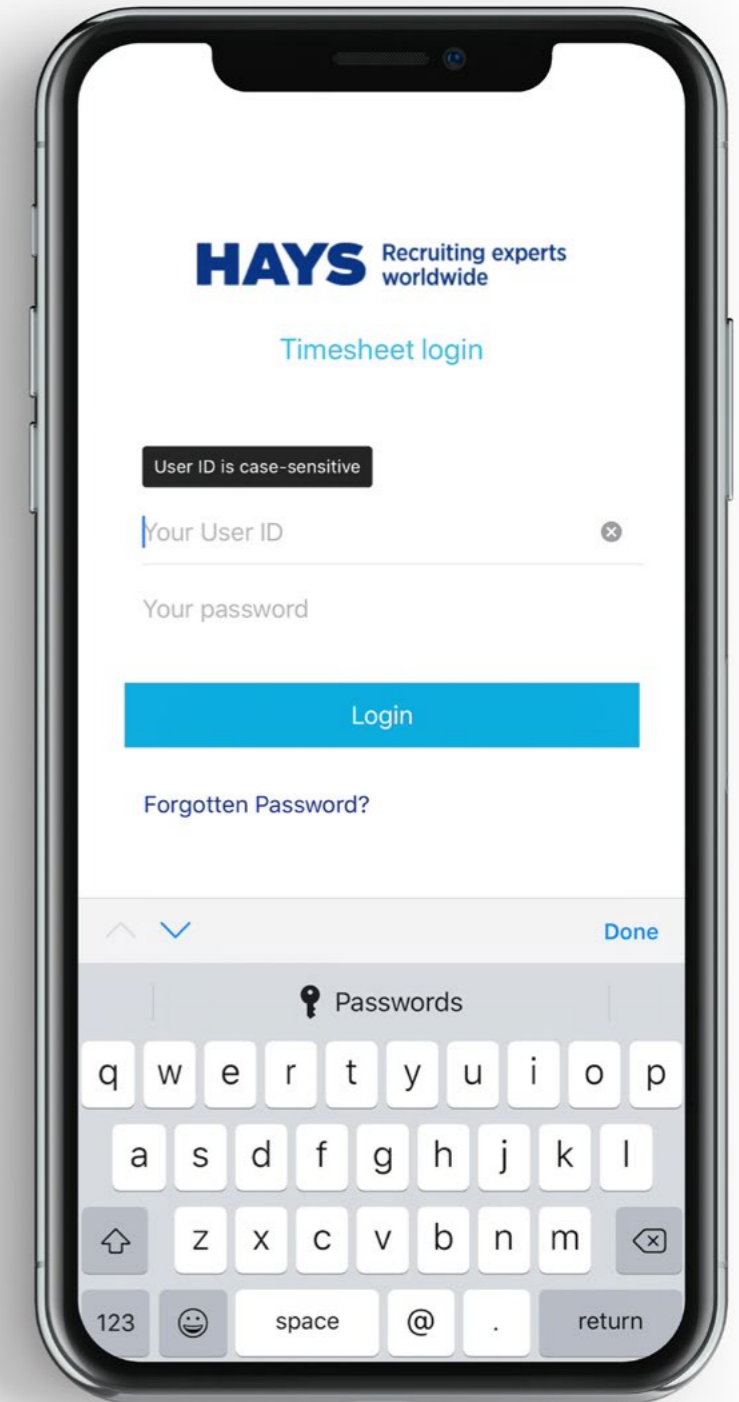 HAYS Recruiting experts
worldwide
Timesheet login
User ID is case-sensitive
Your User ID
Your password
Login
Forgotten Password?
Done
Passwords
q w e r t y u i o p
a s d f g h j k l
z x c v b n m
123 space @ . return